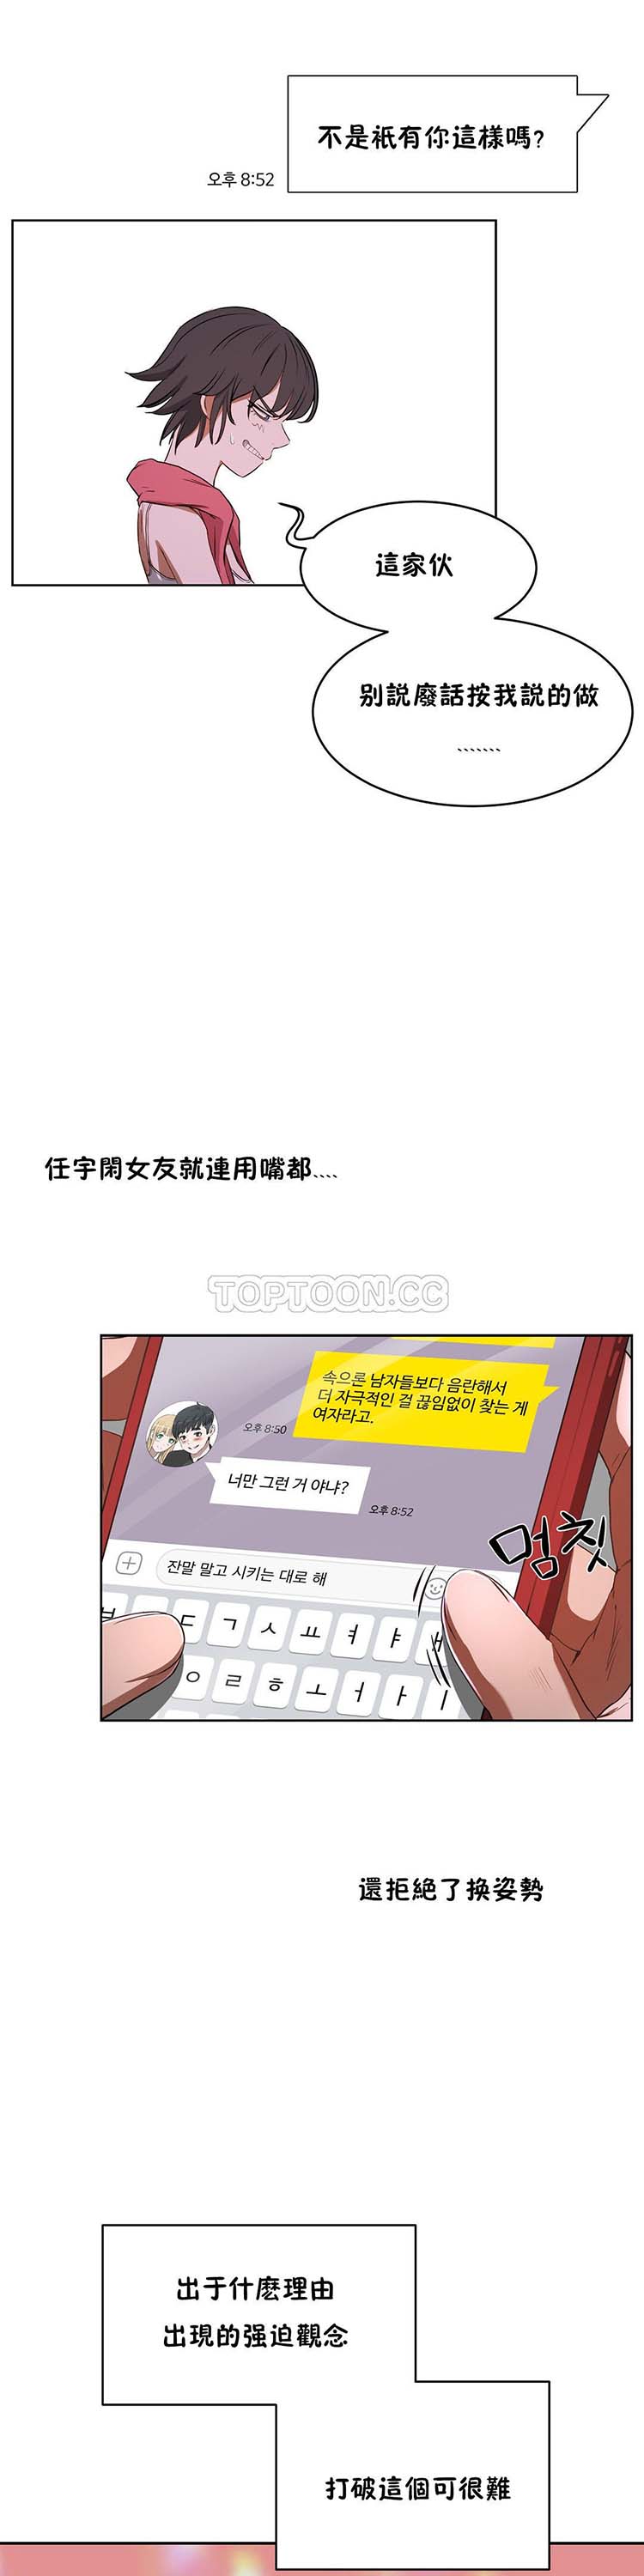 不是衹有你這樣嗎?
오후 8:52
這家伙
别説廢話按我説的做
、、、、、、、
任宇閑女友就連用嘴都、、、、
TOPTOON.CC
속으론 남자들보다 음란해서
더 자극적인 걸 끊임없이 찾는 게
여자라고.
오후 8:50
너만 그런 거 아냐?
오후 8:52
멈칫
잔말 말고 시키는 대로 해
ㄷ ㄱ ㅅ ㅛ ㅕ ㅑ
ㅇ ㄹ ㅎ ㅗ ㅓ ㅏ ㅣ
還拒絶了换姿勢
出于什麽理由
出現的强迫觀念
打破這個可很難